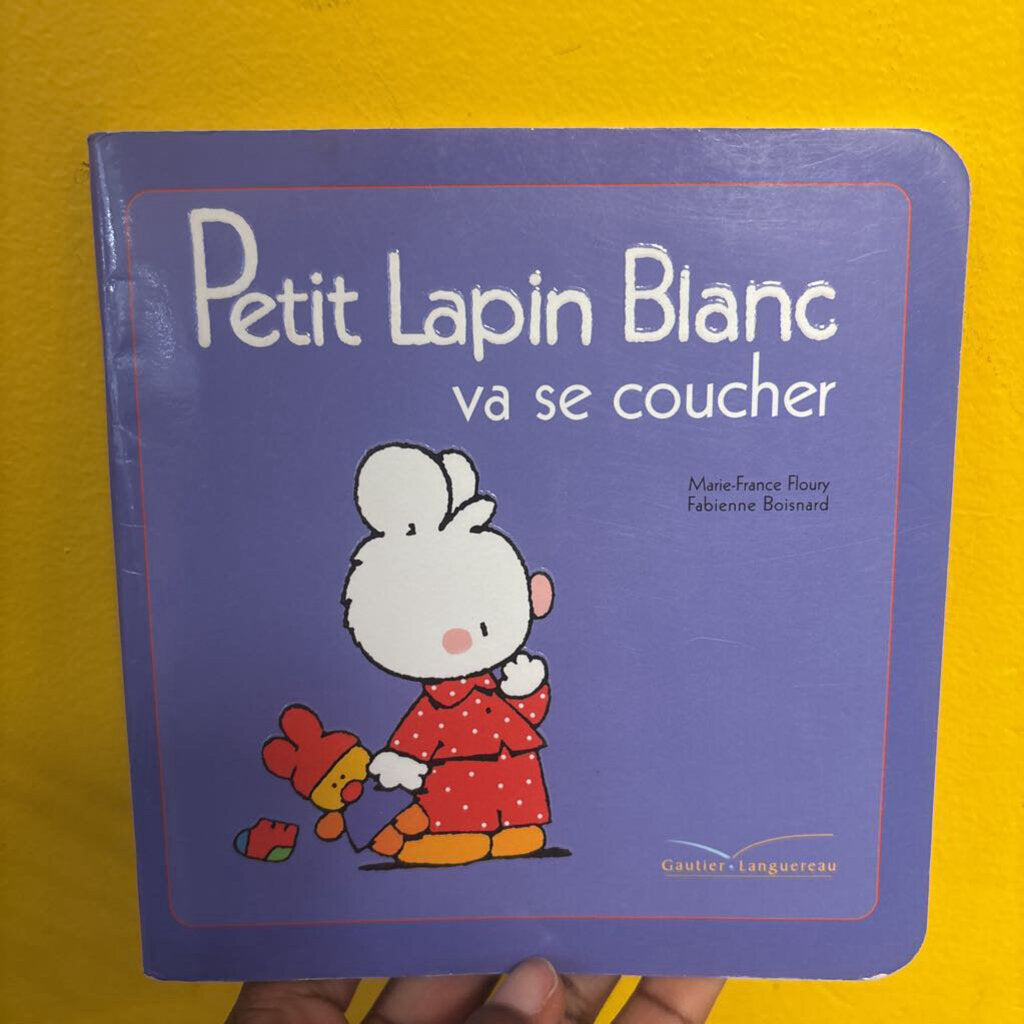 Petit Lapin Blanc
va se coucher
Marie-France Floury
Fabienne Boisnard
Gautier • Languereau